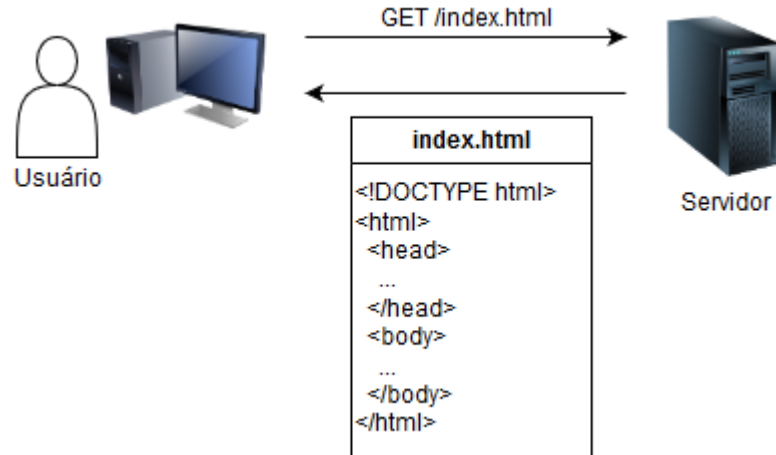 GET /index.html
Usuário
Servidor
index.html
<!DOCTYPE html>
<html>
<head>
...
</head>
<body>
...
</body>
</html>